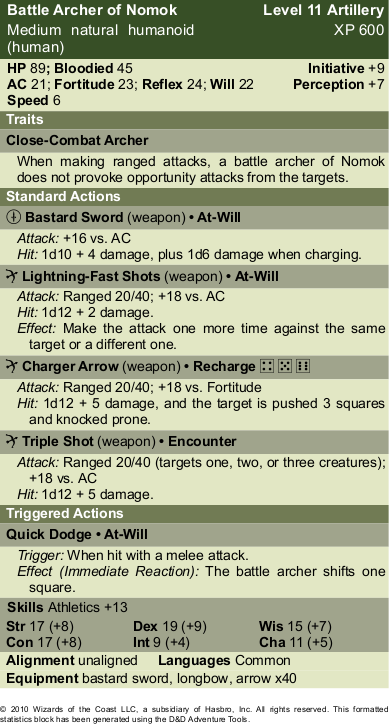 Battle Archer of Nomok Level 11 Artillery
Medium natural humanoid XP 600
(human)
HP 89; Bloodied 45 Initiative +9
AC 21; Fortitude 23; Reflex 24; Will 22 Perception +7
Speed 6
Traits
Close-Combat Archer
When making ranged attacks, a battle archer of Nomok
does not provoke opportunity attacks from the targets.
Standard Actions
Bastard Sword (weapon) • At-Will
Attack: +16 vs. AC
Hit: 1d10 + 4 damage, plus 1d6 damage when charging.
Lightning-Fast Shots (weapon) • At-Will
Attack: Ranged 20/40; +18 vs. AC
Hit: 1d12 + 2 damage.
Effect: Make the attack one more time against the same
target or a different one.
Charger Arrow (weapon) • Recharge ⚃ ⚄ ⚅
Attack: Ranged 20/40; +18 vs. Fortitude
Hit: 1d12 + 5 damage, and the target is pushed 3 squares
and knocked prone.
Triple Shot (weapon) • Encounter
Attack: Ranged 20/40 (targets one, two, or three creatures);
+18 vs. AC
Hit: 1d12 + 5 damage.
Triggered Actions
Quick Dodge • At-Will
Trigger: When hit with a melee attack.
Effect (Immediate Reaction): The battle archer shifts one
square.
Skills Athletics +13
Str 17 (+8) Dex 19 (+9) Wis 15 (+7)
Con 17 (+8) Int 9 (+4) Cha 11 (+5)
Alignment unaligned Languages Common
Equipment bastard sword, longbow, arrow x40
© 2010 Wizards of the Coast LLC, a subsidiary of Hasbro, Inc. All rights reserved. This formatted
statistics block has been generated using the D&D Adventure Tools.